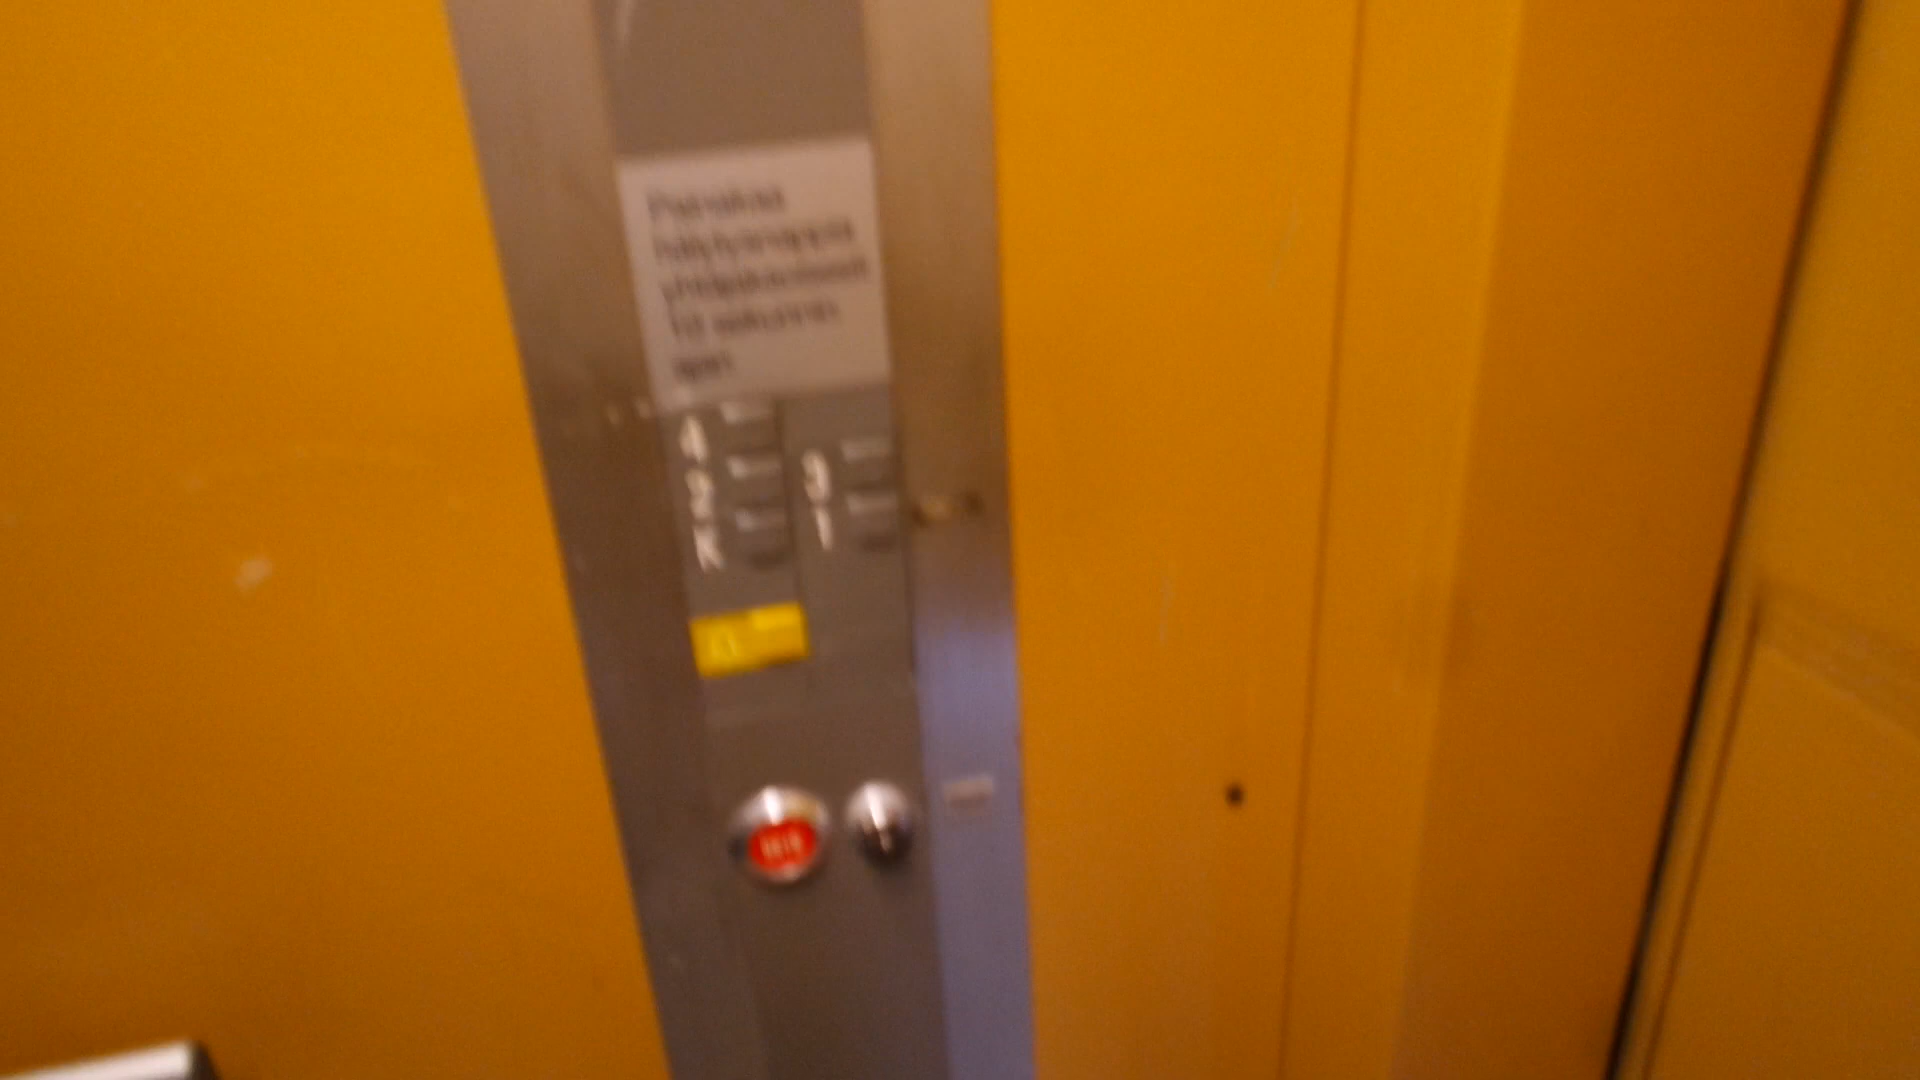 Painakaa
hälytysnappia
yhtäjaksoisesti
10 sekunnin
ajan
4
3
2
1
K